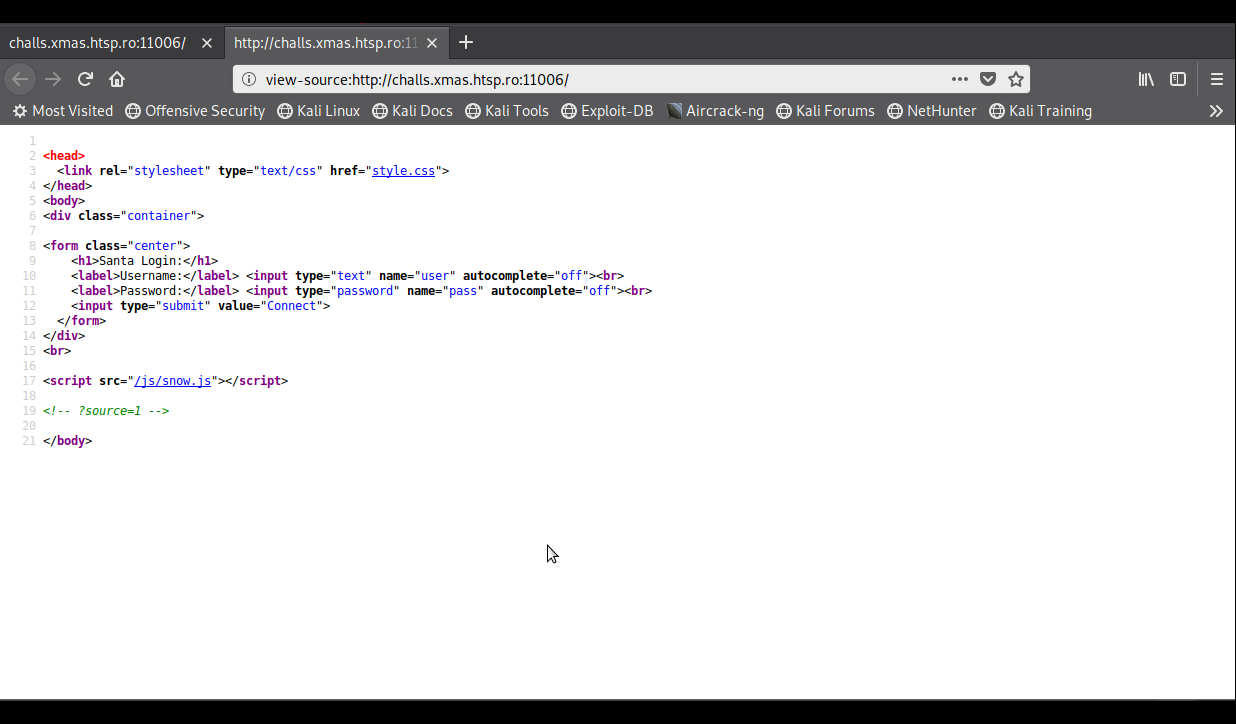 challs.xmas.htsp.ro:11006/ http://challs.xmas.htsp.ro:11
view-source:http://challs.xmas.htsp.ro:11006/
Most Visited Offensive Security Kali Linux Kali Docs Kali Tools Exploit-DB Aircrack-ng Kali Forums NetHunter Kali Training
1
2 <head>
3   <link rel="stylesheet" type="text/css" href="style.css">
4 </head>
5 <body>
6 <div class="container">
7
8 <form class="center">
9     <h1>Santa Login:</h1>
10     <label>Username:</label> <input type="text" name="user" autocomplete="off"><br>
11     <label>Password:</label> <input type="password" name="pass" autocomplete="off"><br>
12     <input type="submit" value="Connect">
13   </form>
14 </div>
15 <br>
16
17 <script src="/js/snow.js"></script>
18
19 <!-- ?source=1 -->
20
21 </body>